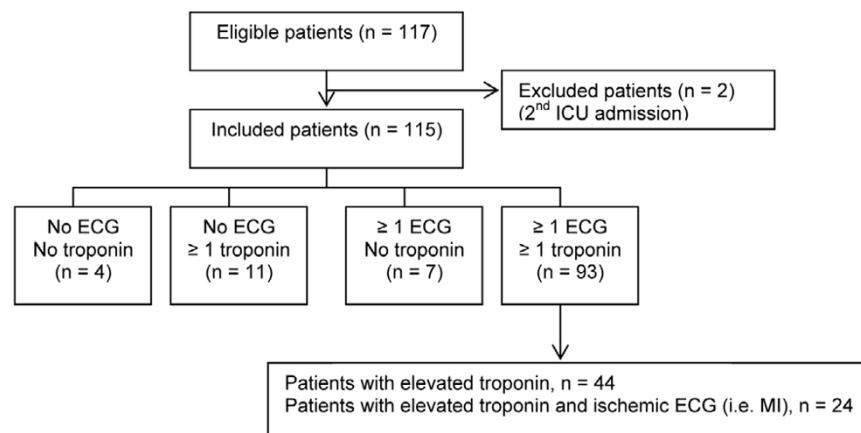 Eligible patients (n = 117)
Excluded patients (n = 2)
(2nd ICU admission)
Included patients (n = 115)
No ECG
No troponin
(n = 4)
No ECG
≥ 1 troponin
(n = 11)
≥ 1 ECG
No troponin
(n = 7)
≥ 1 ECG
≥ 1 troponin
(n = 93)
Patients with elevated troponin, n = 44
Patients with elevated troponin and ischemic ECG (i.e. MI), n = 24